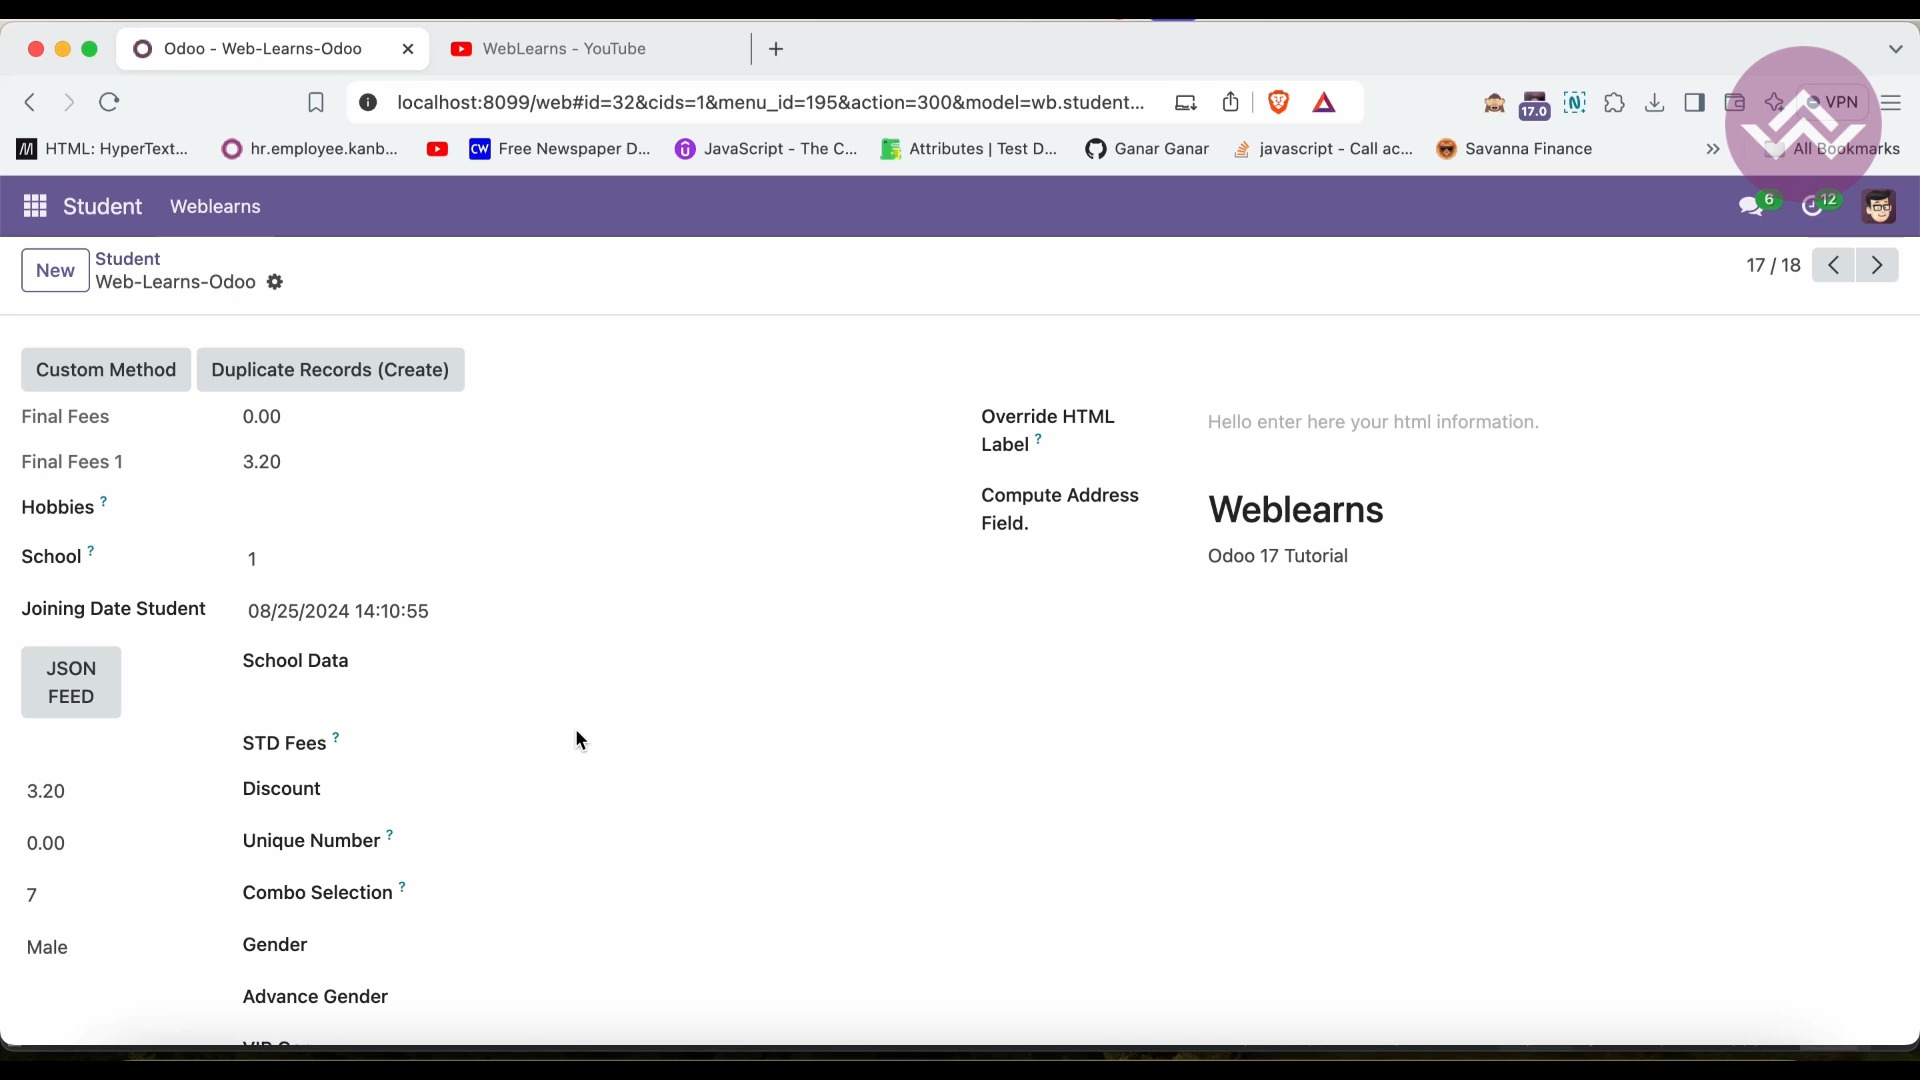 Odoo - Web-Learns-Odoo
WebLearns - YouTube
localhost:8099/web#id=32&cids=1&menu_id=195&action=300&model=wb.student...
17.0
VPN
HTML: HyperText...
hr.employee.kanb...
CW Free Newspaper D...
JavaScript - The C...
Attributes | Test D...
Ganar Ganar
javascript - Call ac...
Savanna Finance
All Bookmarks
Student
Weblearns
6
12
New
Student
Web-Learns-Odoo
17 / 18
Custom Method
Duplicate Records (Create)
Final Fees 0.00
Final Fees 1 3.20
Hobbies ?
School ? 1
Joining Date Student 08/25/2024 14:10:55
JSON
FEED
School Data
STD Fees ?
3.20 Discount
0.00 Unique Number ?
7 Combo Selection ?
Male Gender
Advance Gender
Override HTML
Label ?
Hello enter here your html information.
Compute Address
Field.
Weblearns
Odoo 17 Tutorial